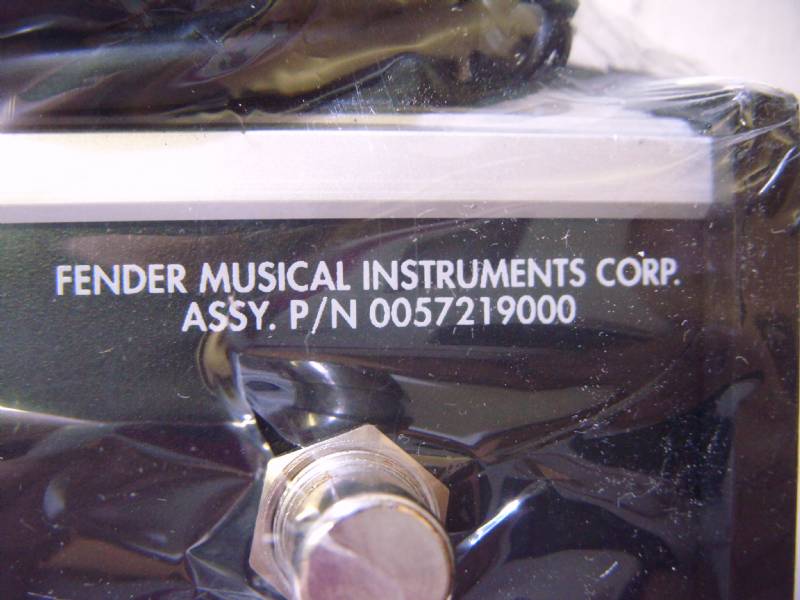 FENDER MUSICAL INSTRUMENTS CORP.
ASSY. P/N 0057219000